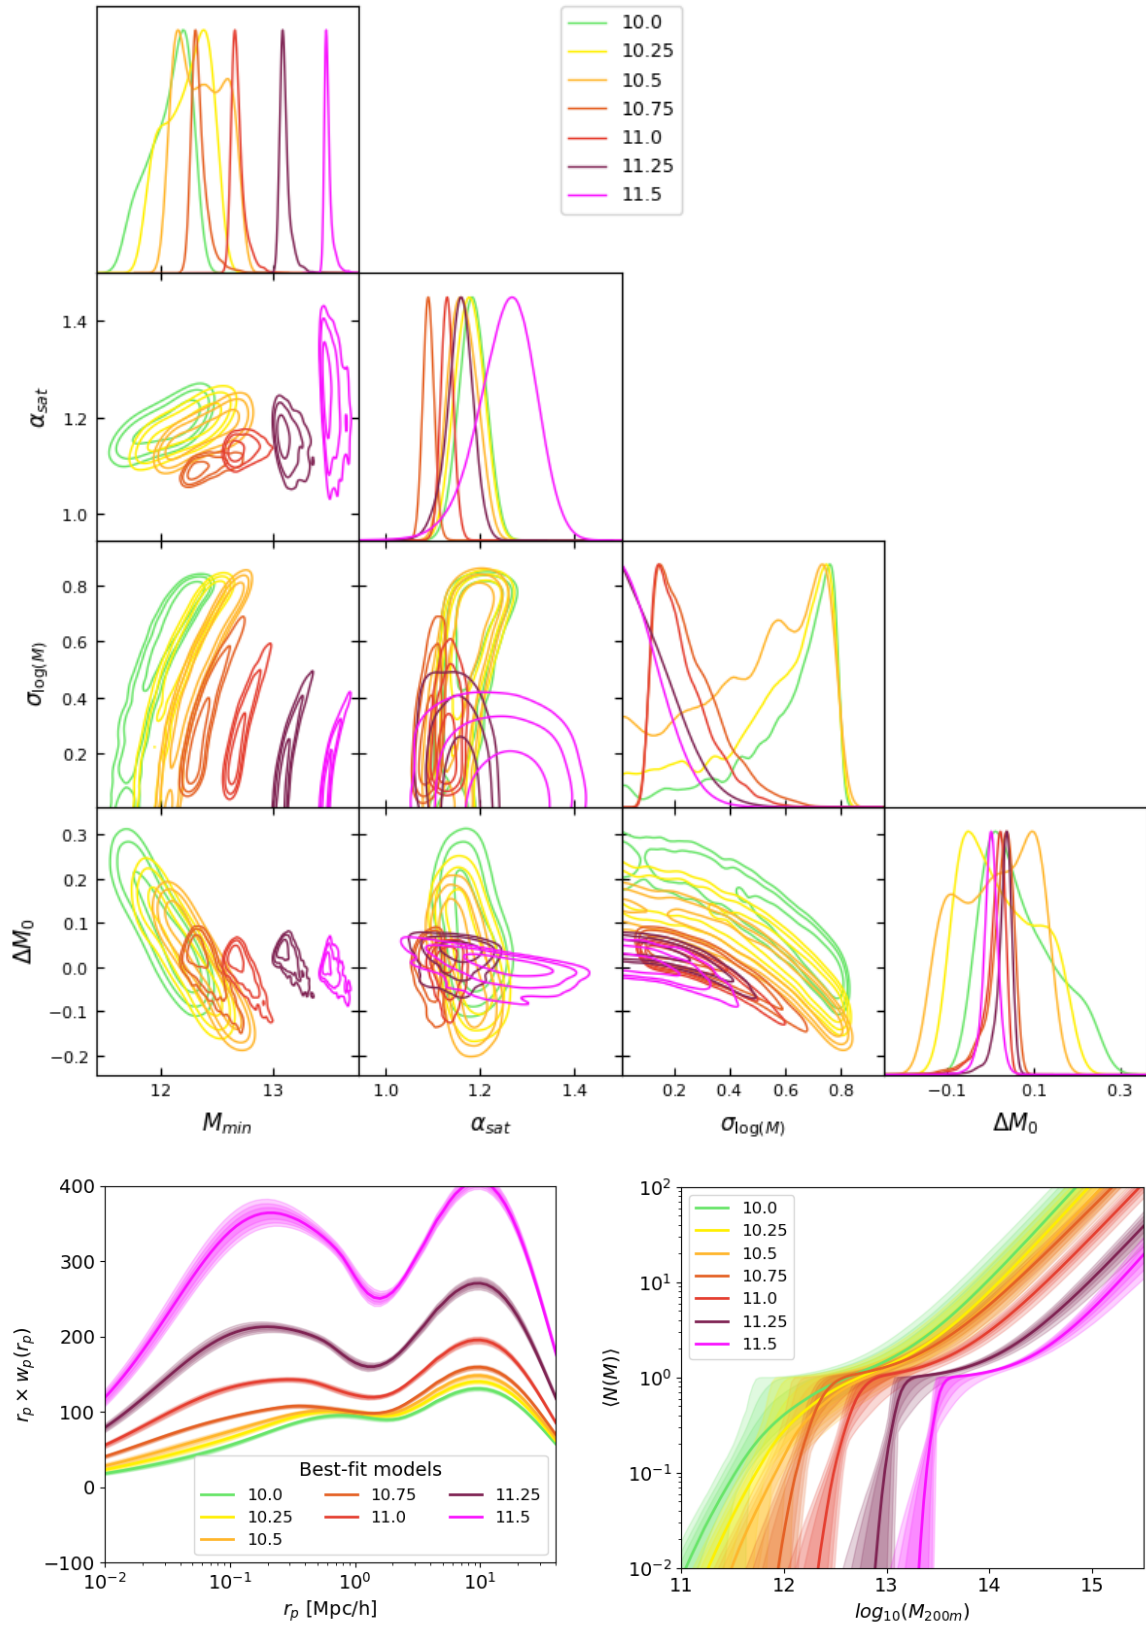 10.0
10.25
10.5
10.75
11.0
11.25
11.5
1.4
1.2
1.0
α_sat
0.8
0.6
0.4
0.2
σ_log(M)
0.3
0.2
0.1
0.0
−0.1
−0.2
ΔM_0
12 13
1.0 1.2 1.4
0.2 0.4 0.6 0.8
−0.1 0.1 0.3
M_min
α_sat
σ_log(M)
ΔM_0
400
300
200
100
0
−100
r_p × w_p(r_p)
Best-fit models
10.0 10.75 11.25
10.25 11.0 11.5
10.5
10^−2 10^−1 10^0 10^1
r_p [Mpc/h]
10^2
10^1
10^0
10^−1
10^−2
⟨N(M)⟩
10.0
10.25
10.5
10.75
11.0
11.25
11.5
11 12 13 14 15
log_10(M_200m)